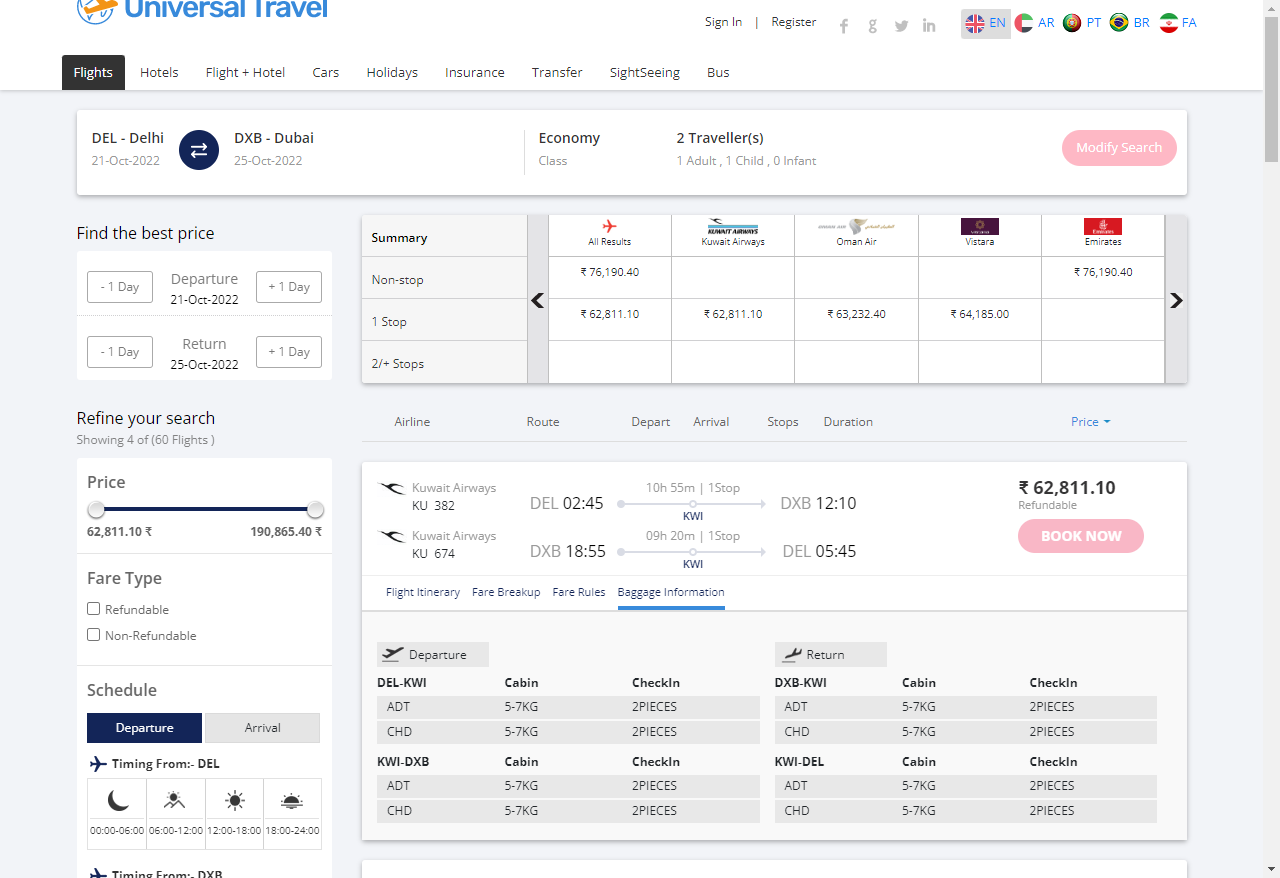 Universal Travel
Sign In | Register
EN AR PT BR FA
Flights Hotels Flight + Hotel Cars Holidays Insurance Transfer SightSeeing Bus
DEL - Delhi DXB - Dubai Economy 2 Traveller(s)
21-Oct-2022 25-Oct-2022 Class 1 Adult , 1 Child , 0 Infant
Modify Search
Find the best price
- 1 Day Departure + 1 Day
21-Oct-2022
- 1 Day Return + 1 Day
25-Oct-2022
Summary All Results Kuwait Airways Oman Air Vistara Emirates
Non-stop ₹ 76,190.40 ₹ 76,190.40
1 Stop ₹ 62,811.10 ₹ 62,811.10 ₹ 63,232.40 ₹ 64,185.00
2/+ Stops
Refine your search
Showing 4 of (60 Flights )
Price
62,811.10 ₹ 190,865.40 ₹
Fare Type
Refundable
Non-Refundable
Schedule
Departure Arrival
Timing From:- DEL
00:00-06:00 06:00-12:00 12:00-18:00 18:00-24:00
Timing From:- DXB
Airline Route Depart Arrival Stops Duration Price
Kuwait Airways 10h 55m | 1Stop
KU 382 DEL 02:45 KWI DXB 12:10
Kuwait Airways 09h 20m | 1Stop
KU 674 DXB 18:55 KWI DEL 05:45
₹ 62,811.10
Refundable
BOOK NOW
Flight Itinerary Fare Breakup Fare Rules Baggage Information
Departure
DEL-KWI Cabin CheckIn
ADT 5-7KG 2PIECES
CHD 5-7KG 2PIECES
KWI-DXB Cabin CheckIn
ADT 5-7KG 2PIECES
CHD 5-7KG 2PIECES
Return
DXB-KWI Cabin CheckIn
ADT 5-7KG 2PIECES
CHD 5-7KG 2PIECES
KWI-DEL Cabin CheckIn
ADT 5-7KG 2PIECES
CHD 5-7KG 2PIECES